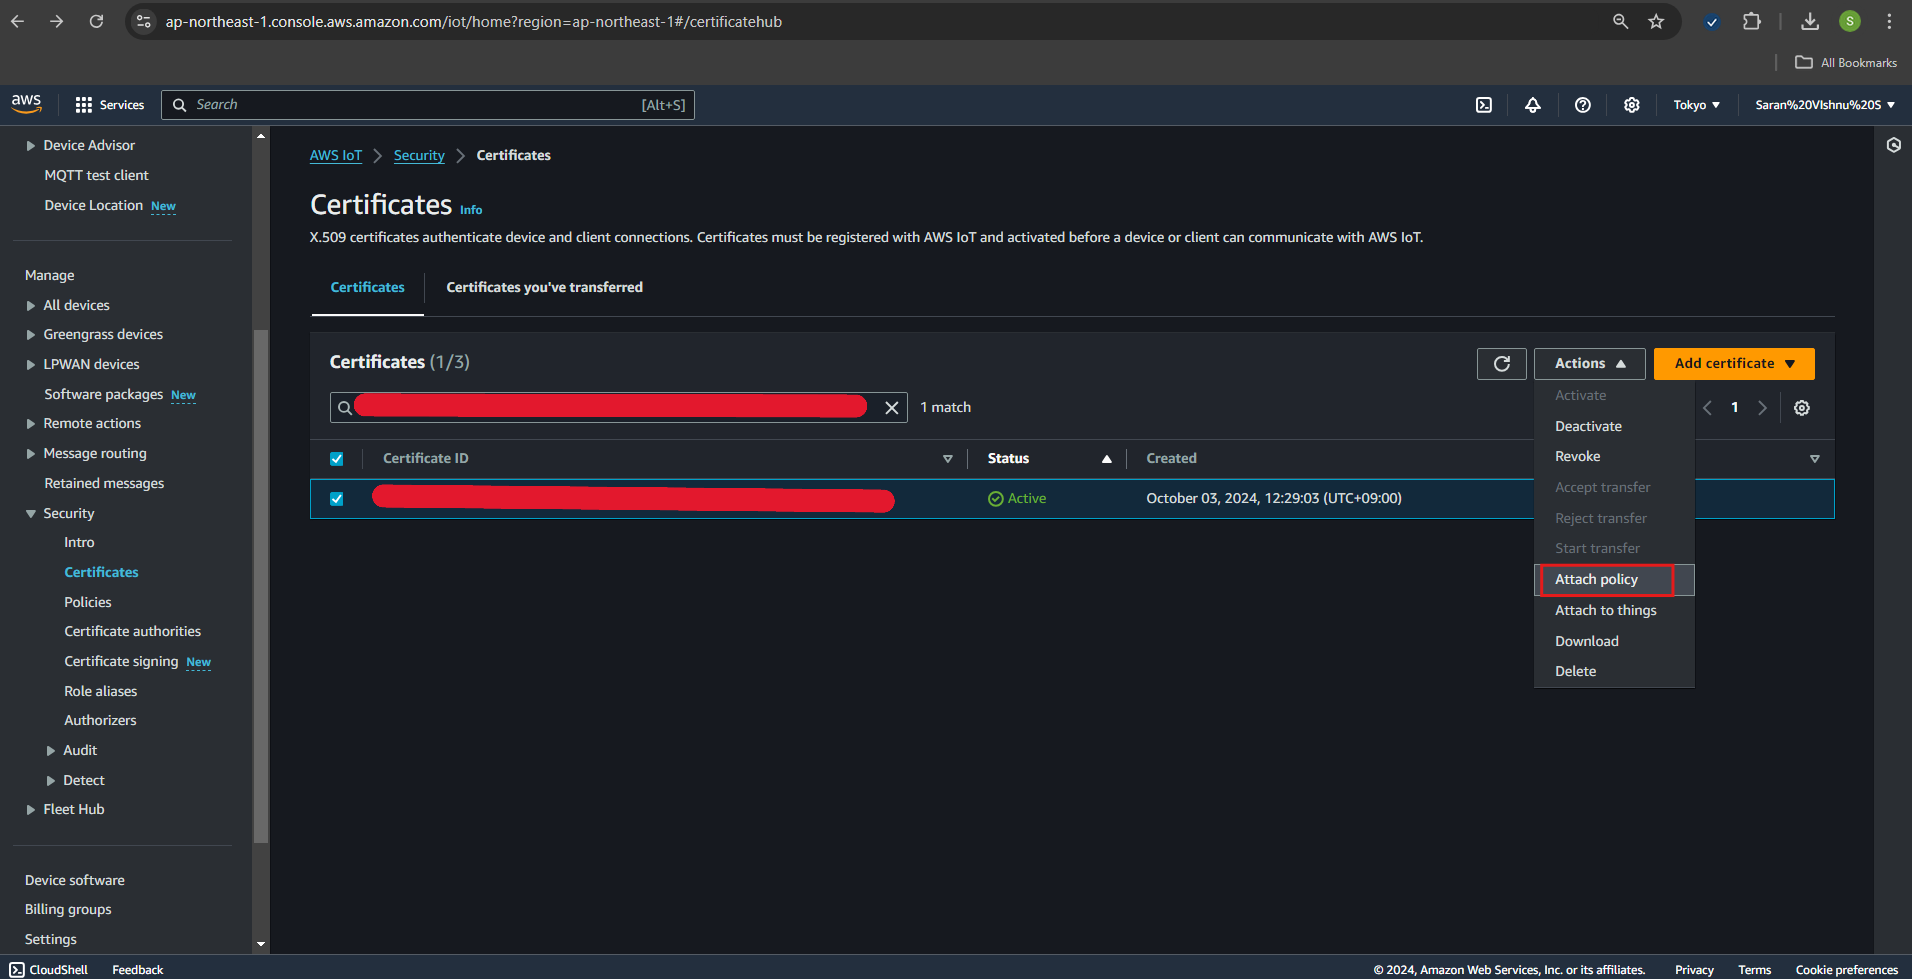 ap-northeast-1.console.aws.amazon.com/iot/home?region=ap-northeast-1#/certificatehub
S
All Bookmarks
aws
Services
Search
[Alt+S]
Tokyo
Saran%20VIshnu%20S
Device Advisor
MQTT test client
Device Location New
Manage
All devices
Greengrass devices
LPWAN devices
Software packages New
Remote actions
Message routing
Retained messages
Security
Intro
Certificates
Policies
Certificate authorities
Certificate signing New
Role aliases
Authorizers
Audit
Detect
Fleet Hub
Device software
Billing groups
Settings
AWS IoT > Security > Certificates
Certificates Info
X.509 certificates authenticate device and client connections. Certificates must be registered with AWS IoT and activated before a device or client can communicate with AWS IoT.
Certificates
Certificates you've transferred
Certificates (1/3)
Actions
Add certificate
1 match
1
Certificate ID
Status
Created
Active
October 03, 2024, 12:29:03 (UTC+09:00)
Activate
Deactivate
Revoke
Accept transfer
Reject transfer
Start transfer
Attach policy
Attach to things
Download
Delete
CloudShell
Feedback
© 2024, Amazon Web Services, Inc. or its affiliates.
Privacy
Terms
Cookie preferences